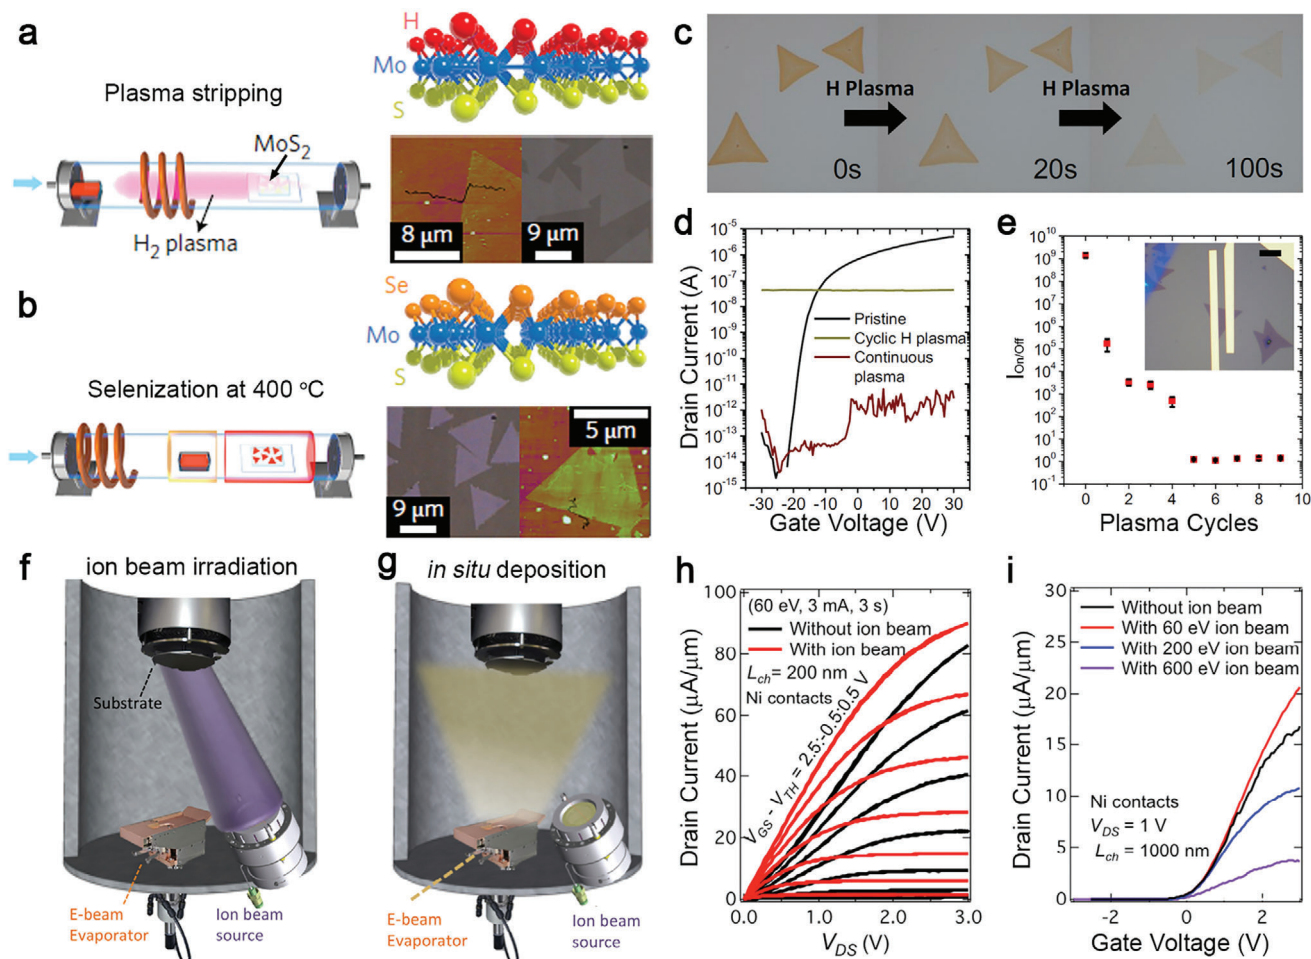 a
Plasma stripping
MoS2
H2 plasma
H
Mo
S
8 µm
9 µm
b
Selenization at 400 °C
Se
Mo
S
9 µm
5 µm
c
H Plasma
H Plasma
0s
20s
100s
d
Drain Current (A)
10-5
10-6
10-7
10-8
10-9
10-10
10-11
10-12
10-13
10-14
10-15
Pristine
Cyclic H plasma
Continuous
plasma
-30 -20 -10 0 10 20 30
Gate Voltage (V)
e
IOn/Off
1010
109
108
107
106
105
104
103
102
101
100
10-1
0 2 4 6 8 10
Plasma Cycles
f
ion beam irradiation
Substrate
E-beam
Evaporator
Ion beam
source
g
in situ deposition
E-beam
Evaporator
Ion beam
source
h
Drain Current (µA/µm)
100
80
60
40
20
0
(60 eV, 3 mA, 3 s)
Without ion beam
With ion beam
Lch= 200 nm
Ni contacts
VGS - VTH = 2.5:-0.5:0.5 V
0.0 1.0 2.0 3.0
VDS (V)
i
Drain Current (µA/µm)
30
25
20
15
10
5
0
Without ion beam
With 60 eV ion beam
With 200 eV ion beam
With 600 eV ion beam
Ni contacts
VDS = 1 V
Lch = 1000 nm
-2 0 2
Gate Voltage (V)